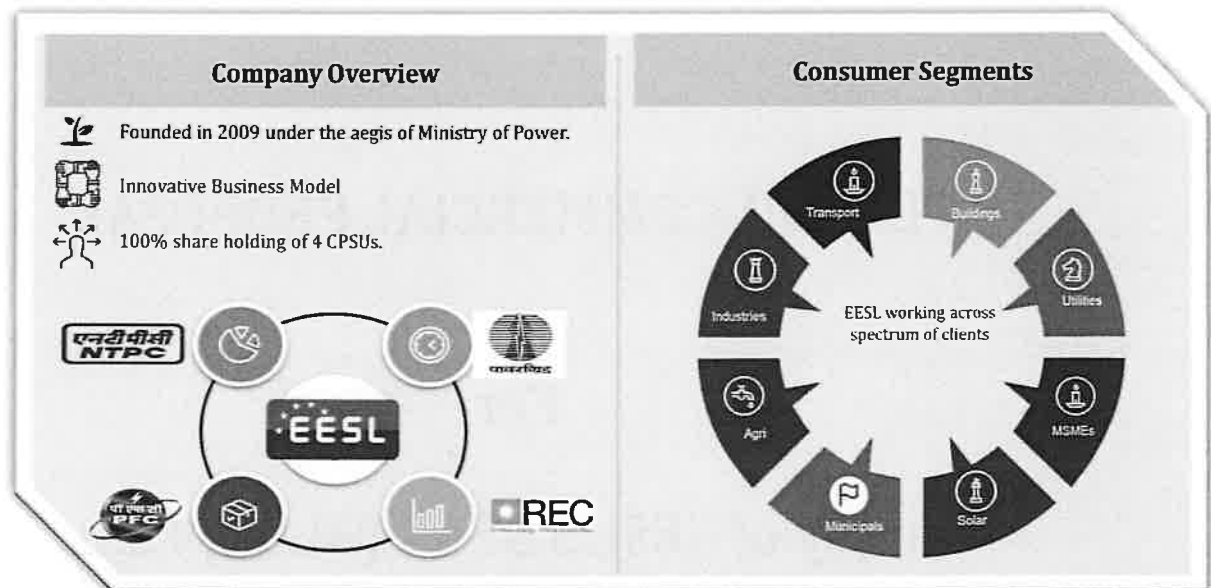 Company Overview
Founded in 2009 under the aegis of Ministry of Power.
Innovative Business Model
100% share holding of 4 CPSUs.
एनटीपीसी
NTPC
पावरग्रिड
EESL
पी एफ सी
PFC
REC
Consumer Segments
Transport
Buildings
Industries
Utilities
EESL working across
spectrum of clients
Agri
MSMEs
Municipals
Solar